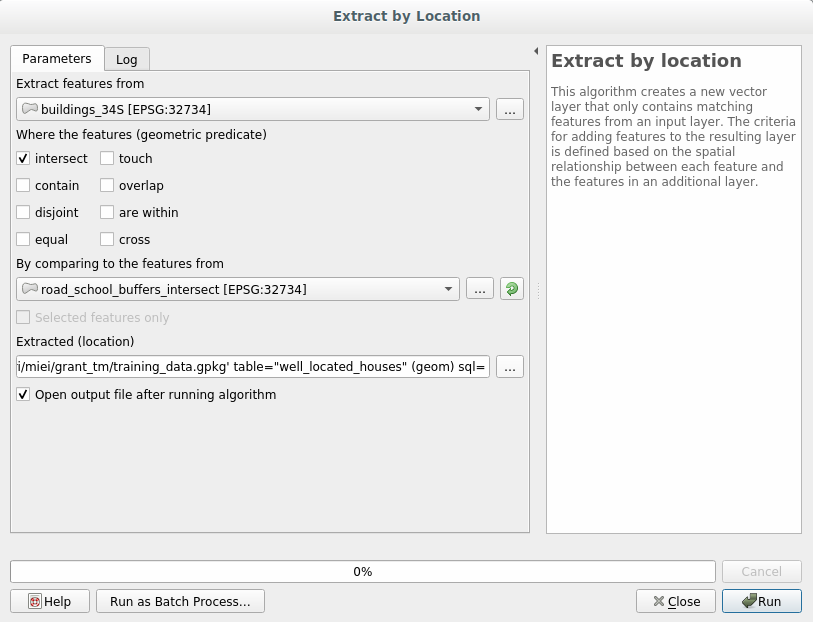 Extract by Location
Parameters
Log
Extract features from
buildings_34S [EPSG:32734]
...
Where the features (geometric predicate)
intersect
touch
contain
overlap
disjoint
are within
equal
cross
By comparing to the features from
road_school_buffers_intersect [EPSG:32734]
...
Selected features only
Extracted (location)
i/miei/grant_tm/training_data.gpkg' table="well_located_houses" (geom) sql=
...
Open output file after running algorithm
Extract by location
This algorithm creates a new vector
layer that only contains matching
features from an input layer. The criteria
for adding features to the resulting layer
is defined based on the spatial
relationship between each feature and
the features in an additional layer.
0%
Cancel
Help
Run as Batch Process...
Close
Run